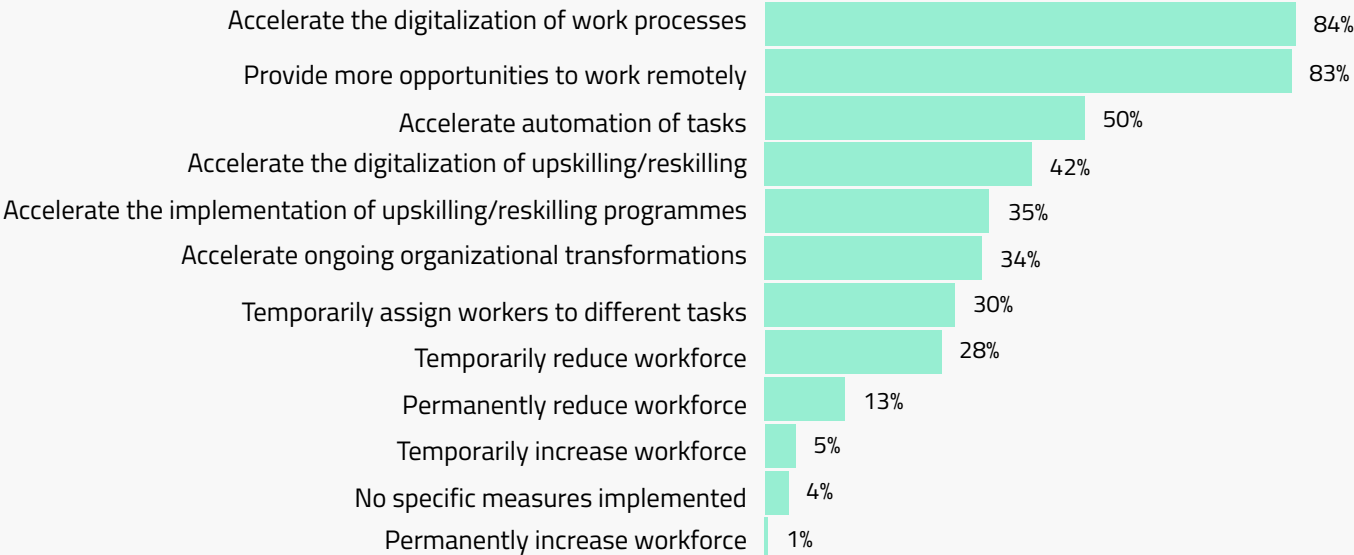 Accelerate the digitalization of work processes 84%
Provide more opportunities to work remotely 83%
Accelerate automation of tasks 50%
Accelerate the digitalization of upskilling/reskilling 42%
Accelerate the implementation of upskilling/reskilling programmes 35%
Accelerate ongoing organizational transformations 34%
Temporarily assign workers to different tasks 30%
Temporarily reduce workforce 28%
Permanently reduce workforce 13%
Temporarily increase workforce 5%
No specific measures implemented 4%
Permanently increase workforce 1%